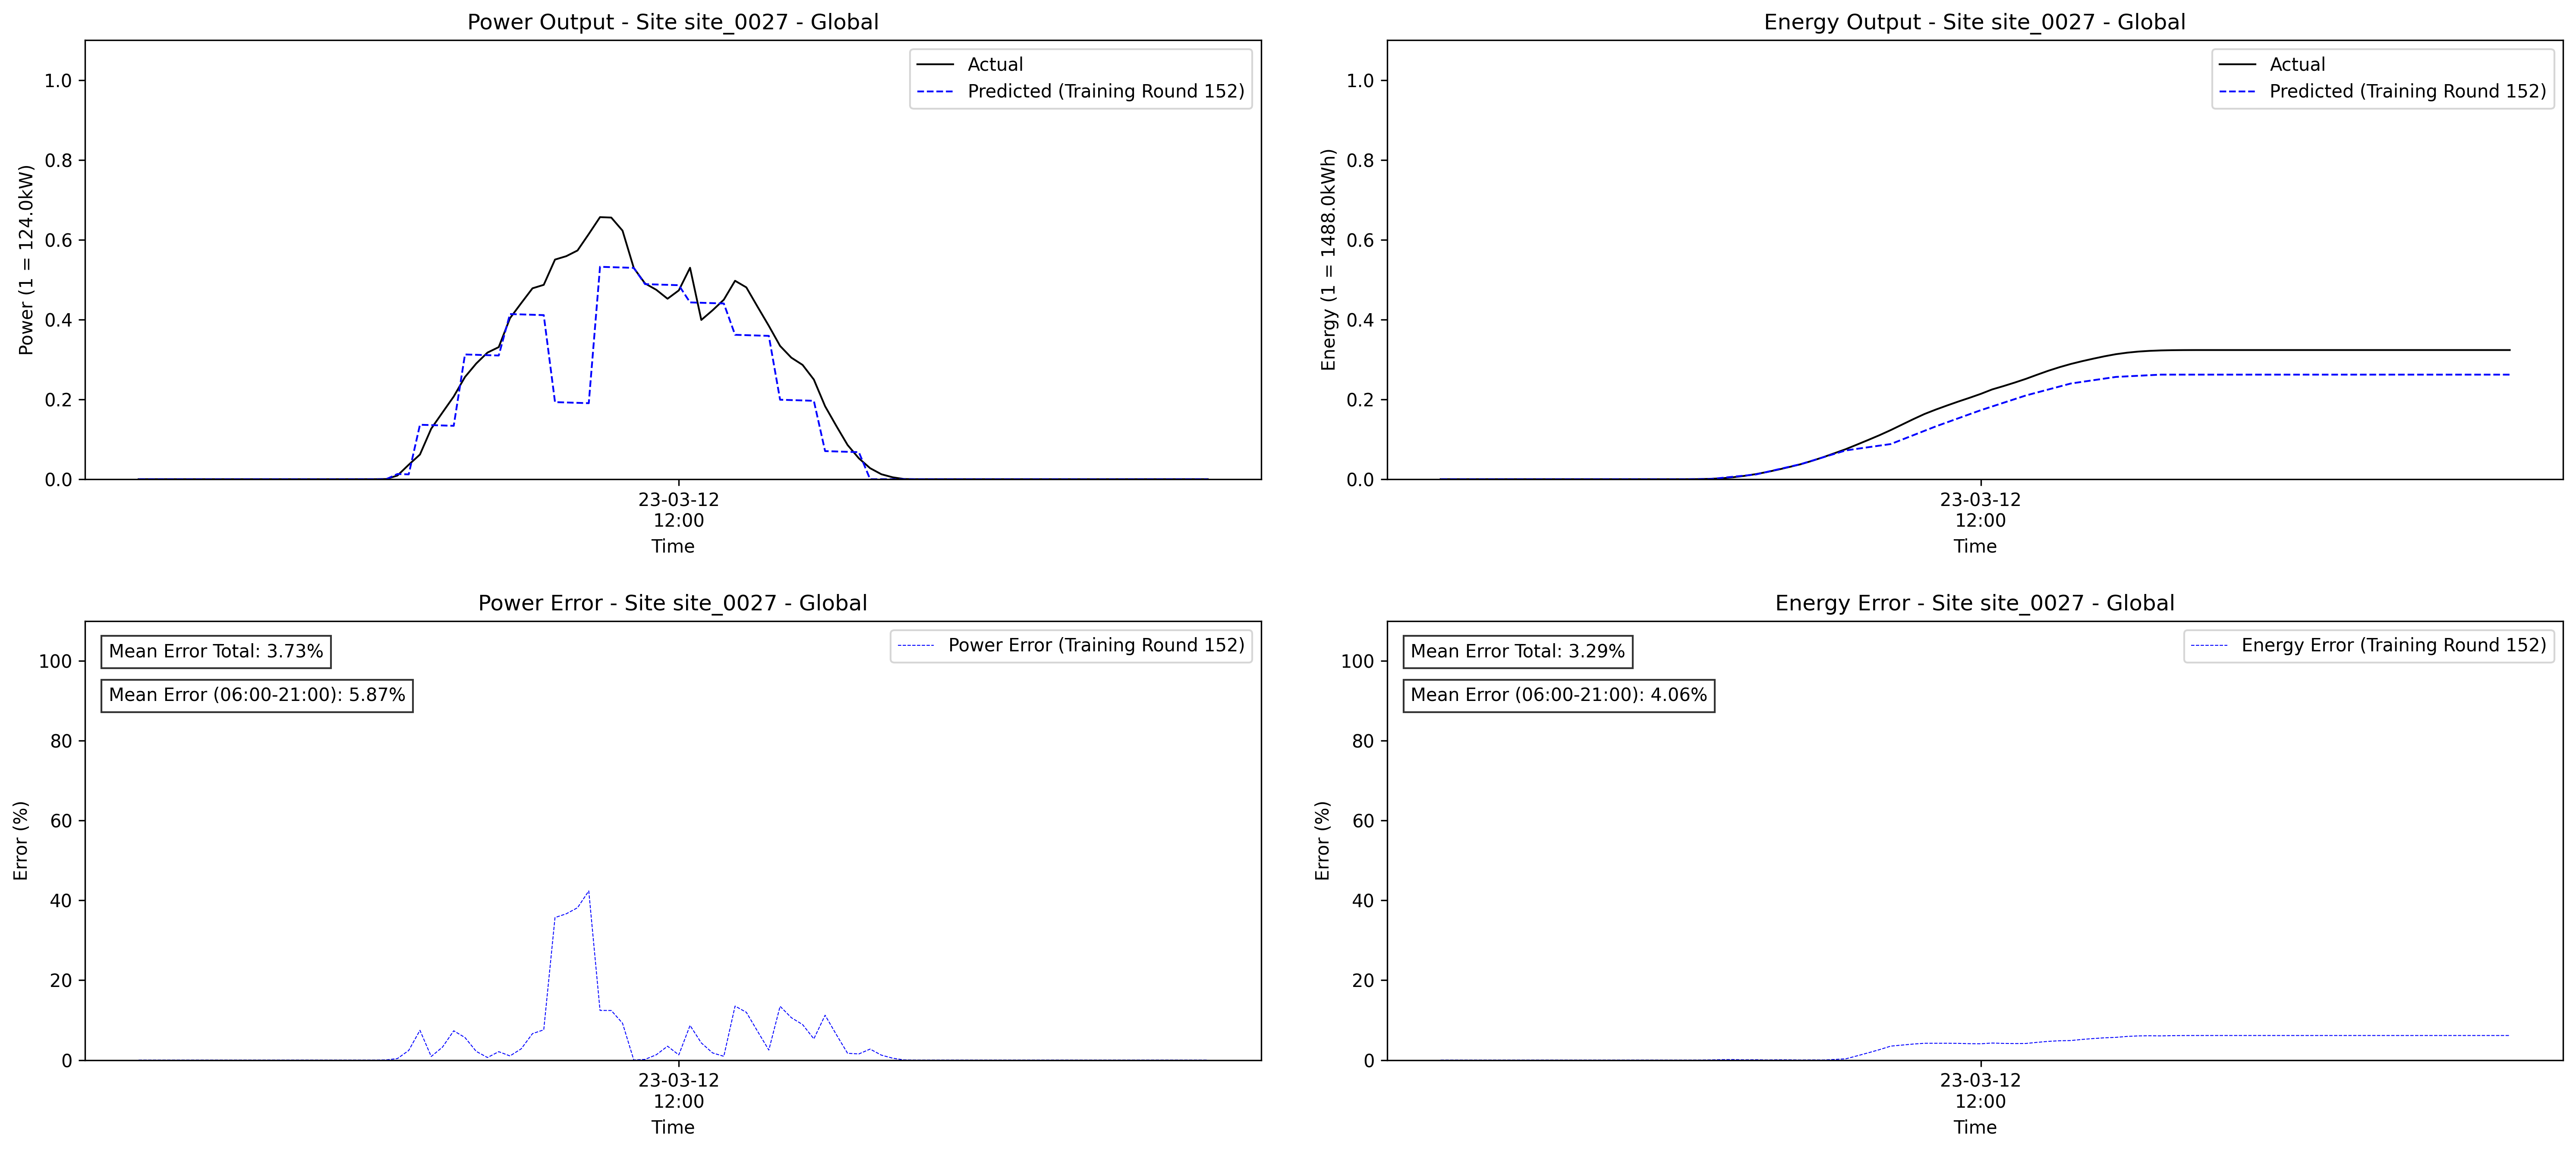 Power Output - Site site_0027 - Global
Power (1 = 124.0kW)
1.0
0.8
0.6
0.4
0.2
0.0
Actual
Predicted (Training Round 152)
23-03-12
12:00
Time
Energy Output - Site site_0027 - Global
Energy (1 = 1488.0kWh)
1.0
0.8
0.6
0.4
0.2
0.0
Actual
Predicted (Training Round 152)
23-03-12
12:00
Time
Power Error - Site site_0027 - Global
Error (%)
100
80
60
40
20
0
Mean Error Total: 3.73%
Mean Error (06:00-21:00): 5.87%
Power Error (Training Round 152)
23-03-12
12:00
Time
Energy Error - Site site_0027 - Global
Error (%)
100
80
60
40
20
0
Mean Error Total: 3.29%
Mean Error (06:00-21:00): 4.06%
Energy Error (Training Round 152)
23-03-12
12:00
Time